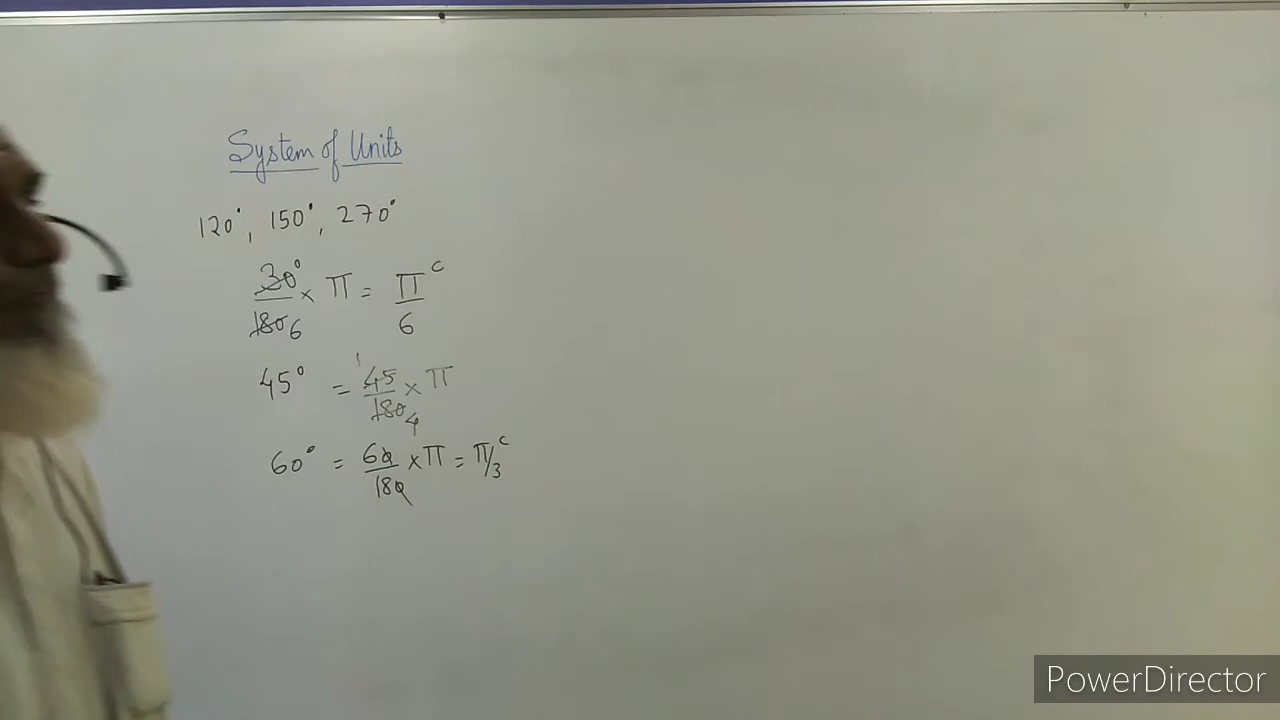 System of Units
120°, 150°, 270°
30°/180 6 × π = π/6 ᶜ
45° = 1 45/180 4 × π
60° = 60/180 × π = π/3 ᶜ
PowerDirector